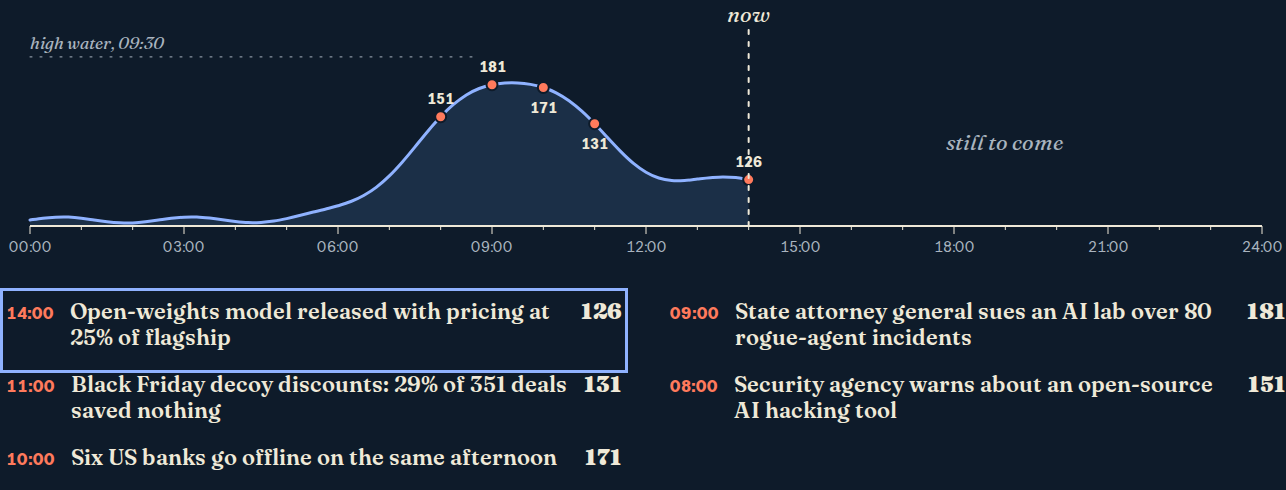 now
high water, 09:30
181
151
171
131
still to come
126
00:00 03:00 06:00 09:00 12:00 15:00 18:00 21:00 24:00
14:00 Open-weights model released with pricing at 126
25% of flagship
11:00 Black Friday decoy discounts: 29% of 351 deals 131
saved nothing
10:00 Six US banks go offline on the same afternoon 171
09:00 State attorney general sues an AI lab over 80 181
rogue-agent incidents
08:00 Security agency warns about an open-source 151
AI hacking tool